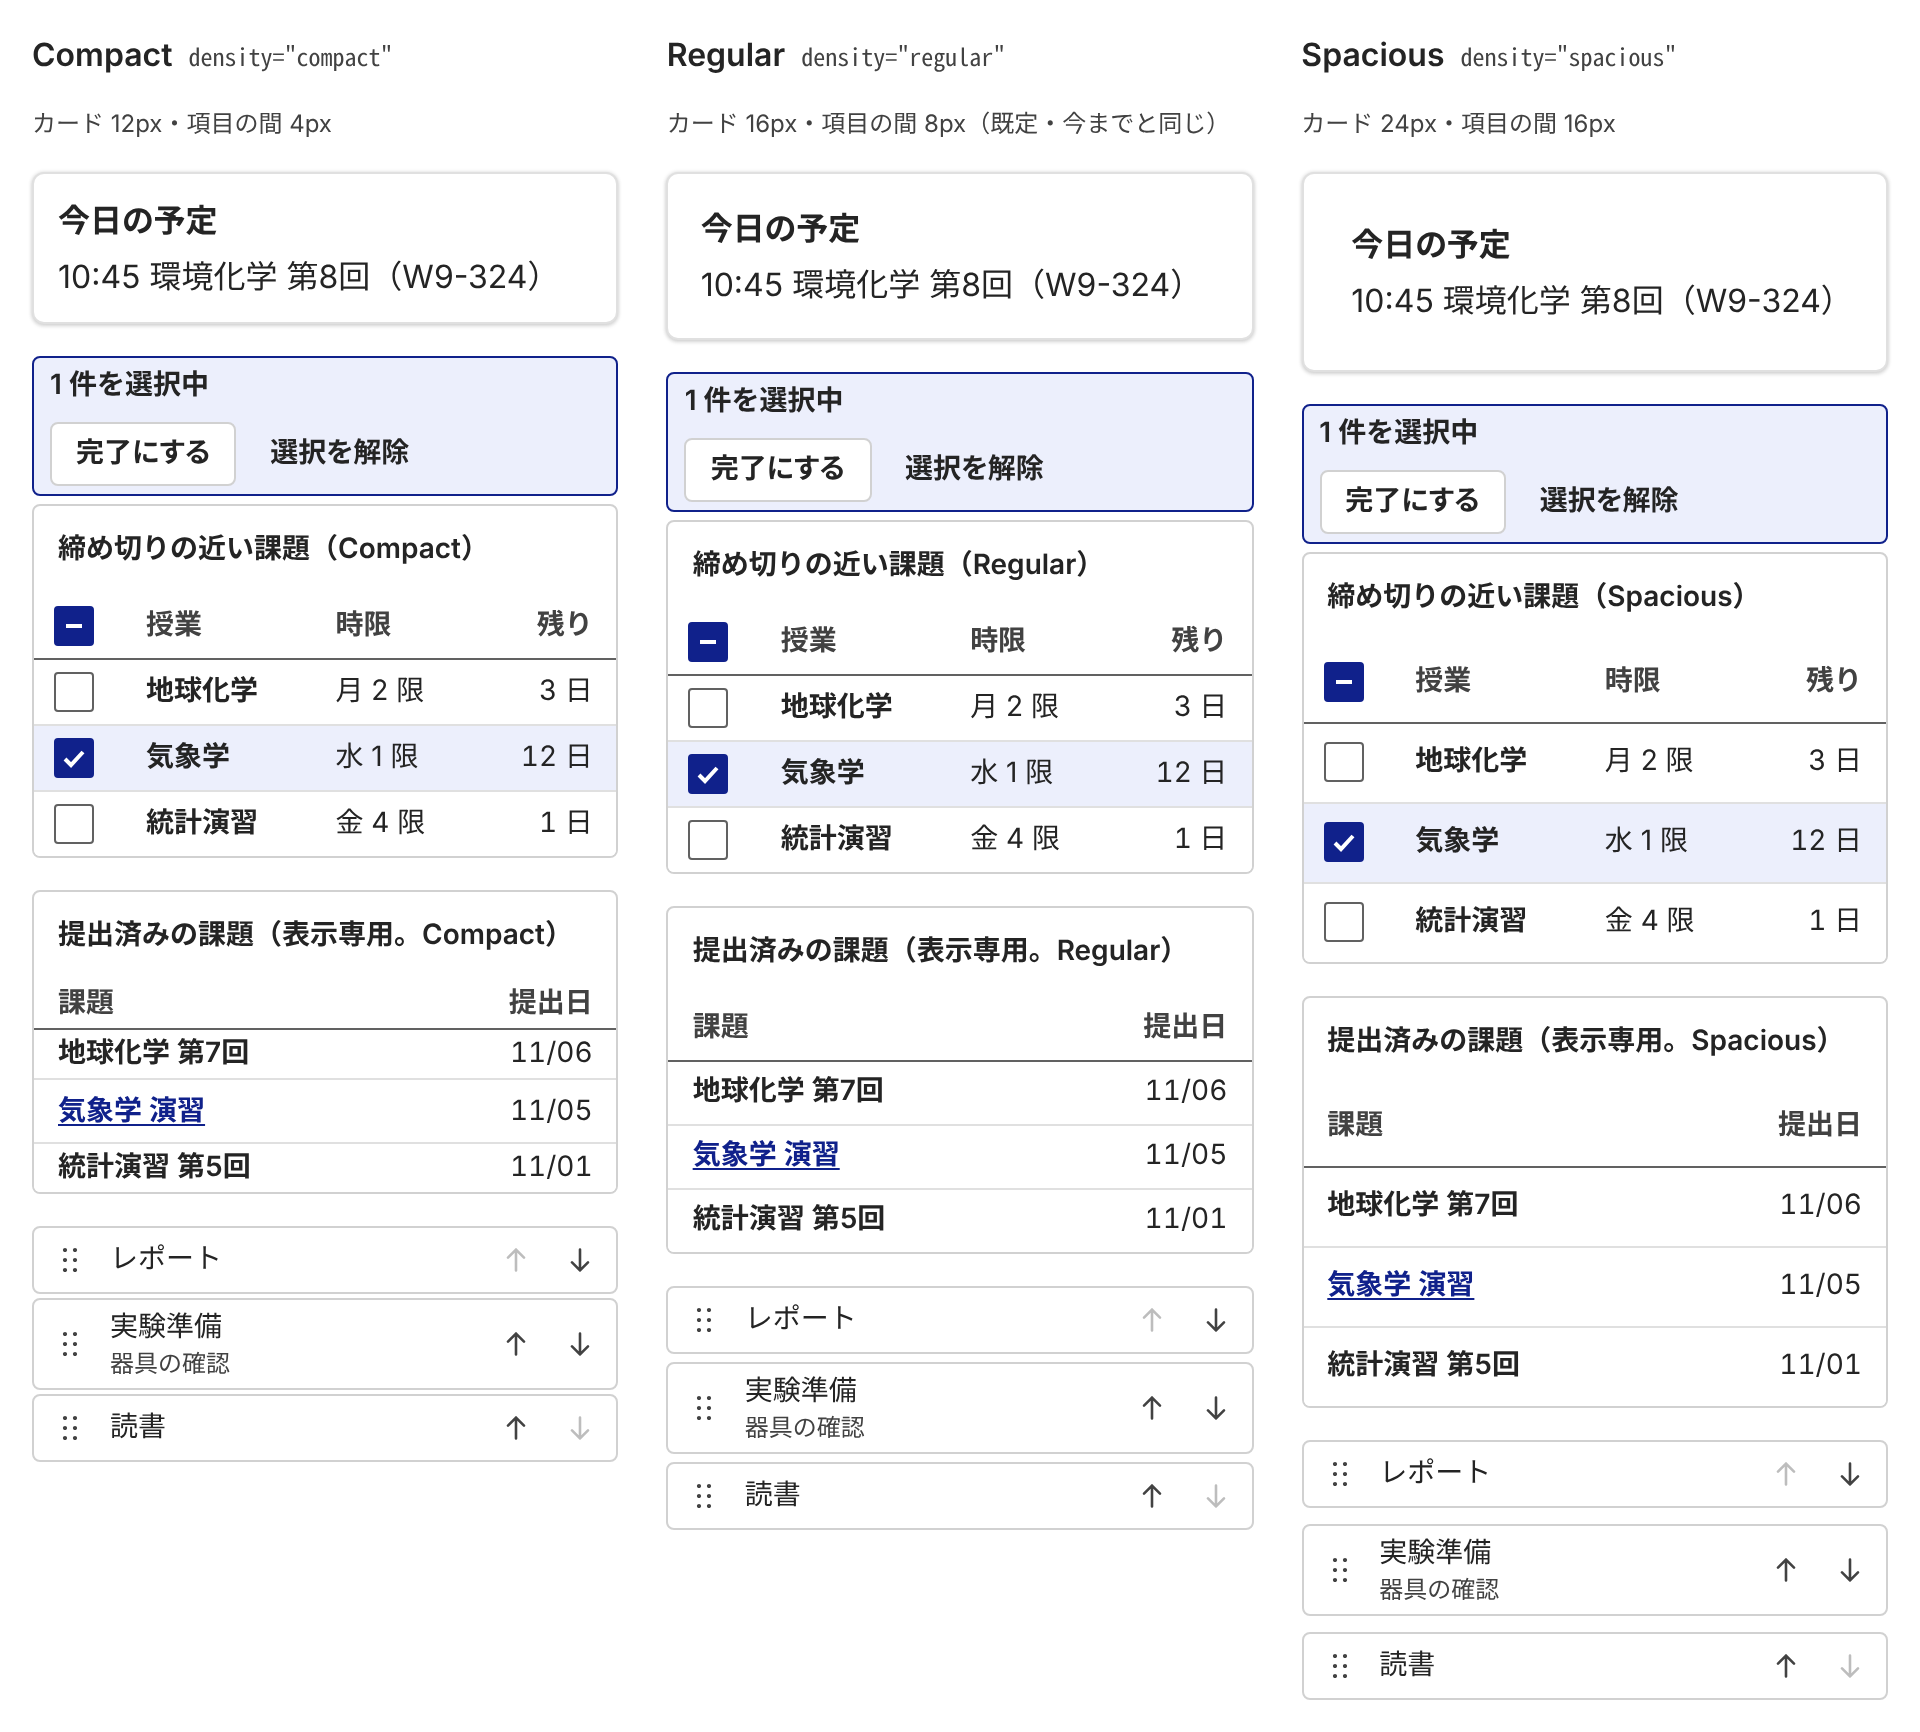 Compact density="compact"
カード 12px・項目の間 4px
今日の予定
10:45 環境化学 第8回（W9-324）
1 件を選択中
完了にする 選択を解除
締め切りの近い課題（Compact）
授業 時限 残り
地球化学 月 2 限 3 日
気象学 水 1 限 12 日
統計演習 金 4 限 1 日
提出済みの課題（表示専用。Compact）
課題 提出日
地球化学 第7回 11/06
気象学 演習 11/05
統計演習 第5回 11/01
レポート
実験準備
器具の確認
読書
Regular density="regular"
カード 16px・項目の間 8px（既定・今までと同じ）
今日の予定
10:45 環境化学 第8回（W9-324）
1 件を選択中
完了にする 選択を解除
締め切りの近い課題（Regular）
授業 時限 残り
地球化学 月 2 限 3 日
気象学 水 1 限 12 日
統計演習 金 4 限 1 日
提出済みの課題（表示専用。Regular）
課題 提出日
地球化学 第7回 11/06
気象学 演習 11/05
統計演習 第5回 11/01
レポート
実験準備
器具の確認
読書
Spacious density="spacious"
カード 24px・項目の間 16px
今日の予定
10:45 環境化学 第8回（W9-324）
1 件を選択中
完了にする 選択を解除
締め切りの近い課題（Spacious）
授業 時限 残り
地球化学 月 2 限 3 日
気象学 水 1 限 12 日
統計演習 金 4 限 1 日
提出済みの課題（表示専用。Spacious）
課題 提出日
地球化学 第7回 11/06
気象学 演習 11/05
統計演習 第5回 11/01
レポート
実験準備
器具の確認
読書